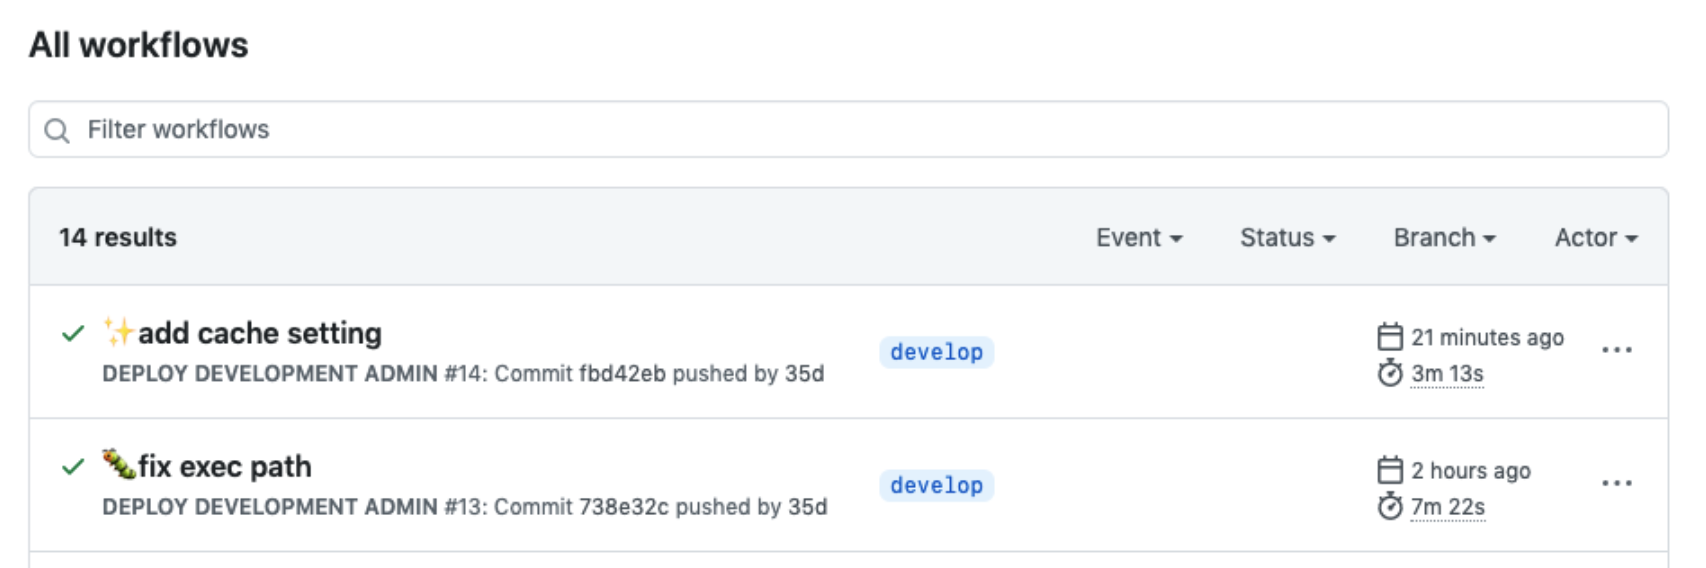 All workflows
Filter workflows
14 results Event Status Branch Actor
✨add cache setting
DEPLOY DEVELOPMENT ADMIN #14: Commit fbd42eb pushed by 35d
develop
21 minutes ago
3m 13s
🐛fix exec path
DEPLOY DEVELOPMENT ADMIN #13: Commit 738e32c pushed by 35d
develop
2 hours ago
7m 22s